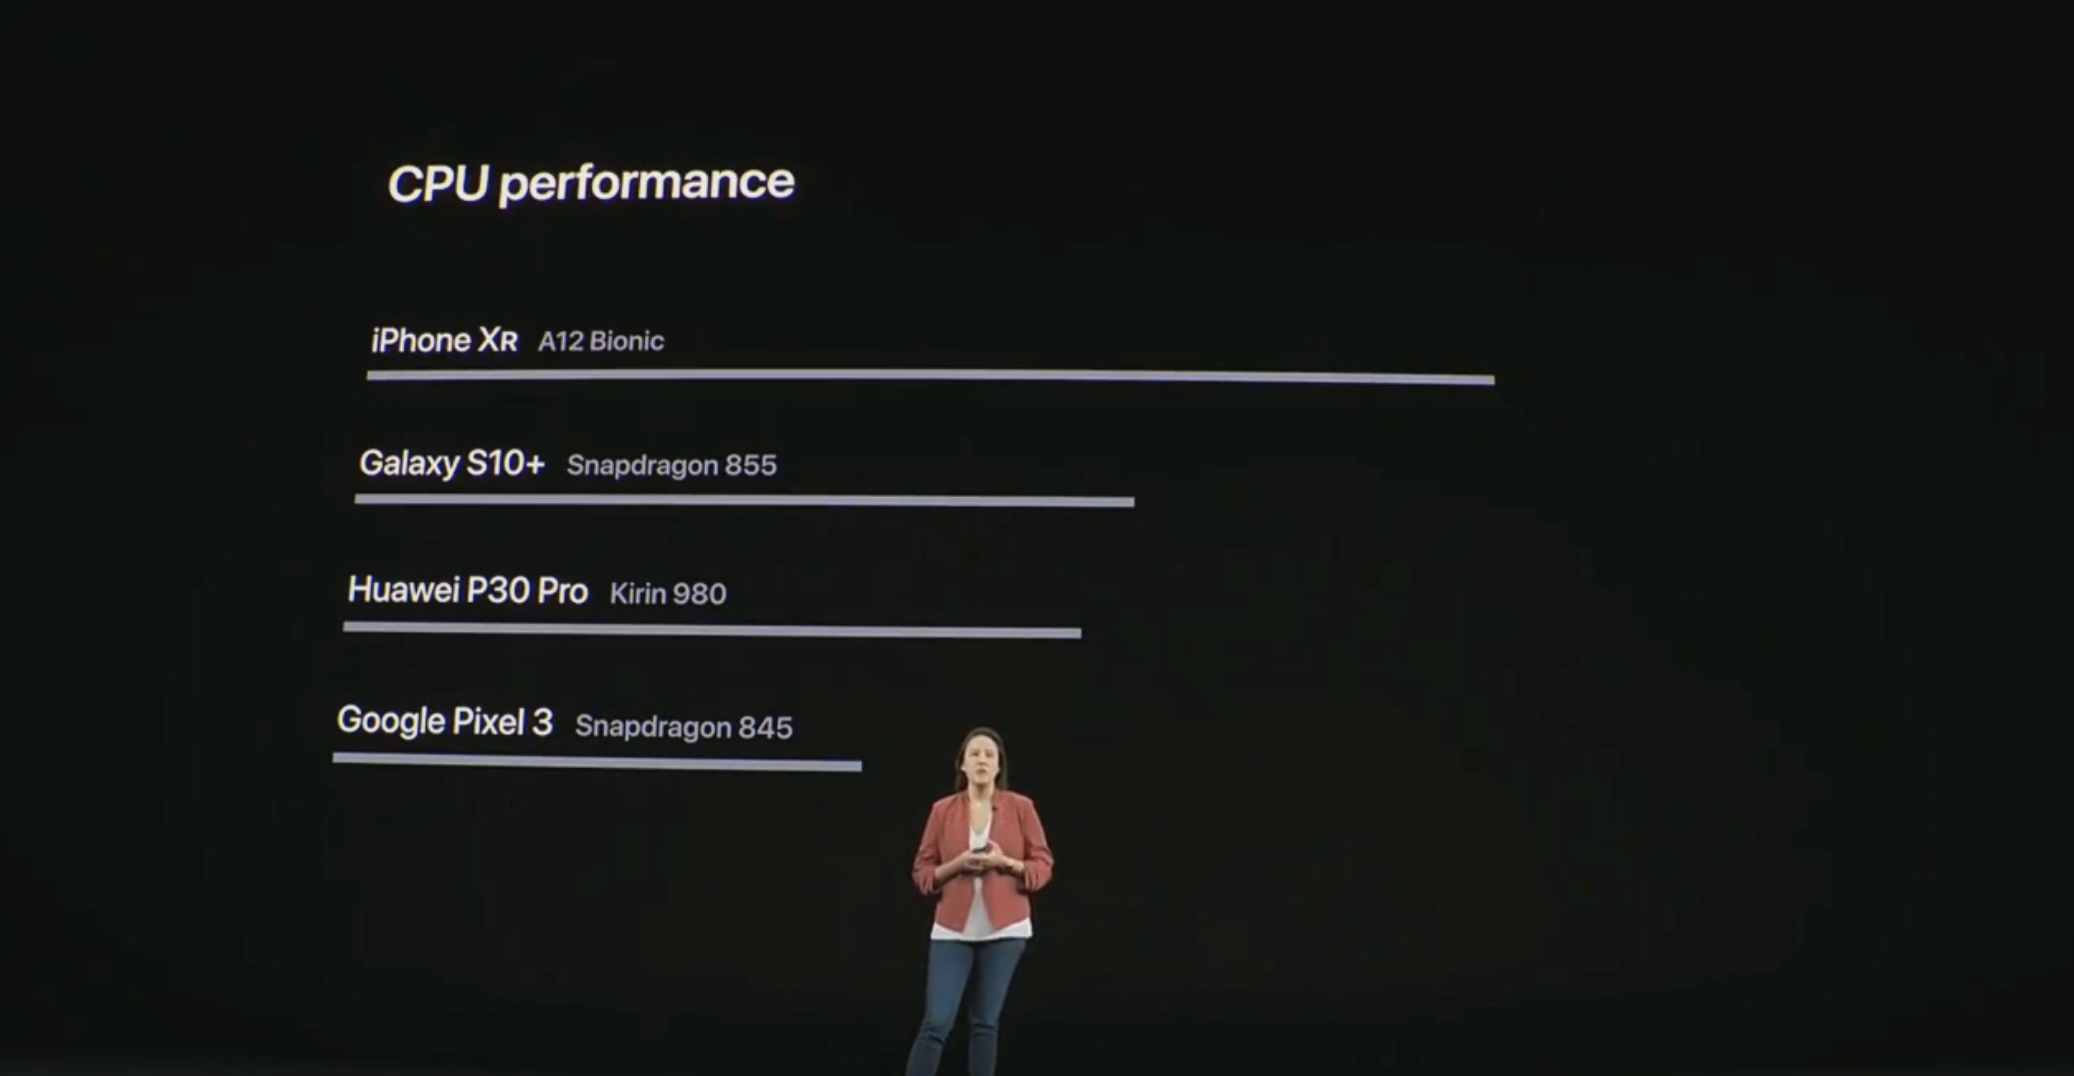 CPU performance
iPhone XR A12 Bionic
Galaxy S10+ Snapdragon 855
Huawei P30 Pro Kirin 980
Google Pixel 3 Snapdragon 845